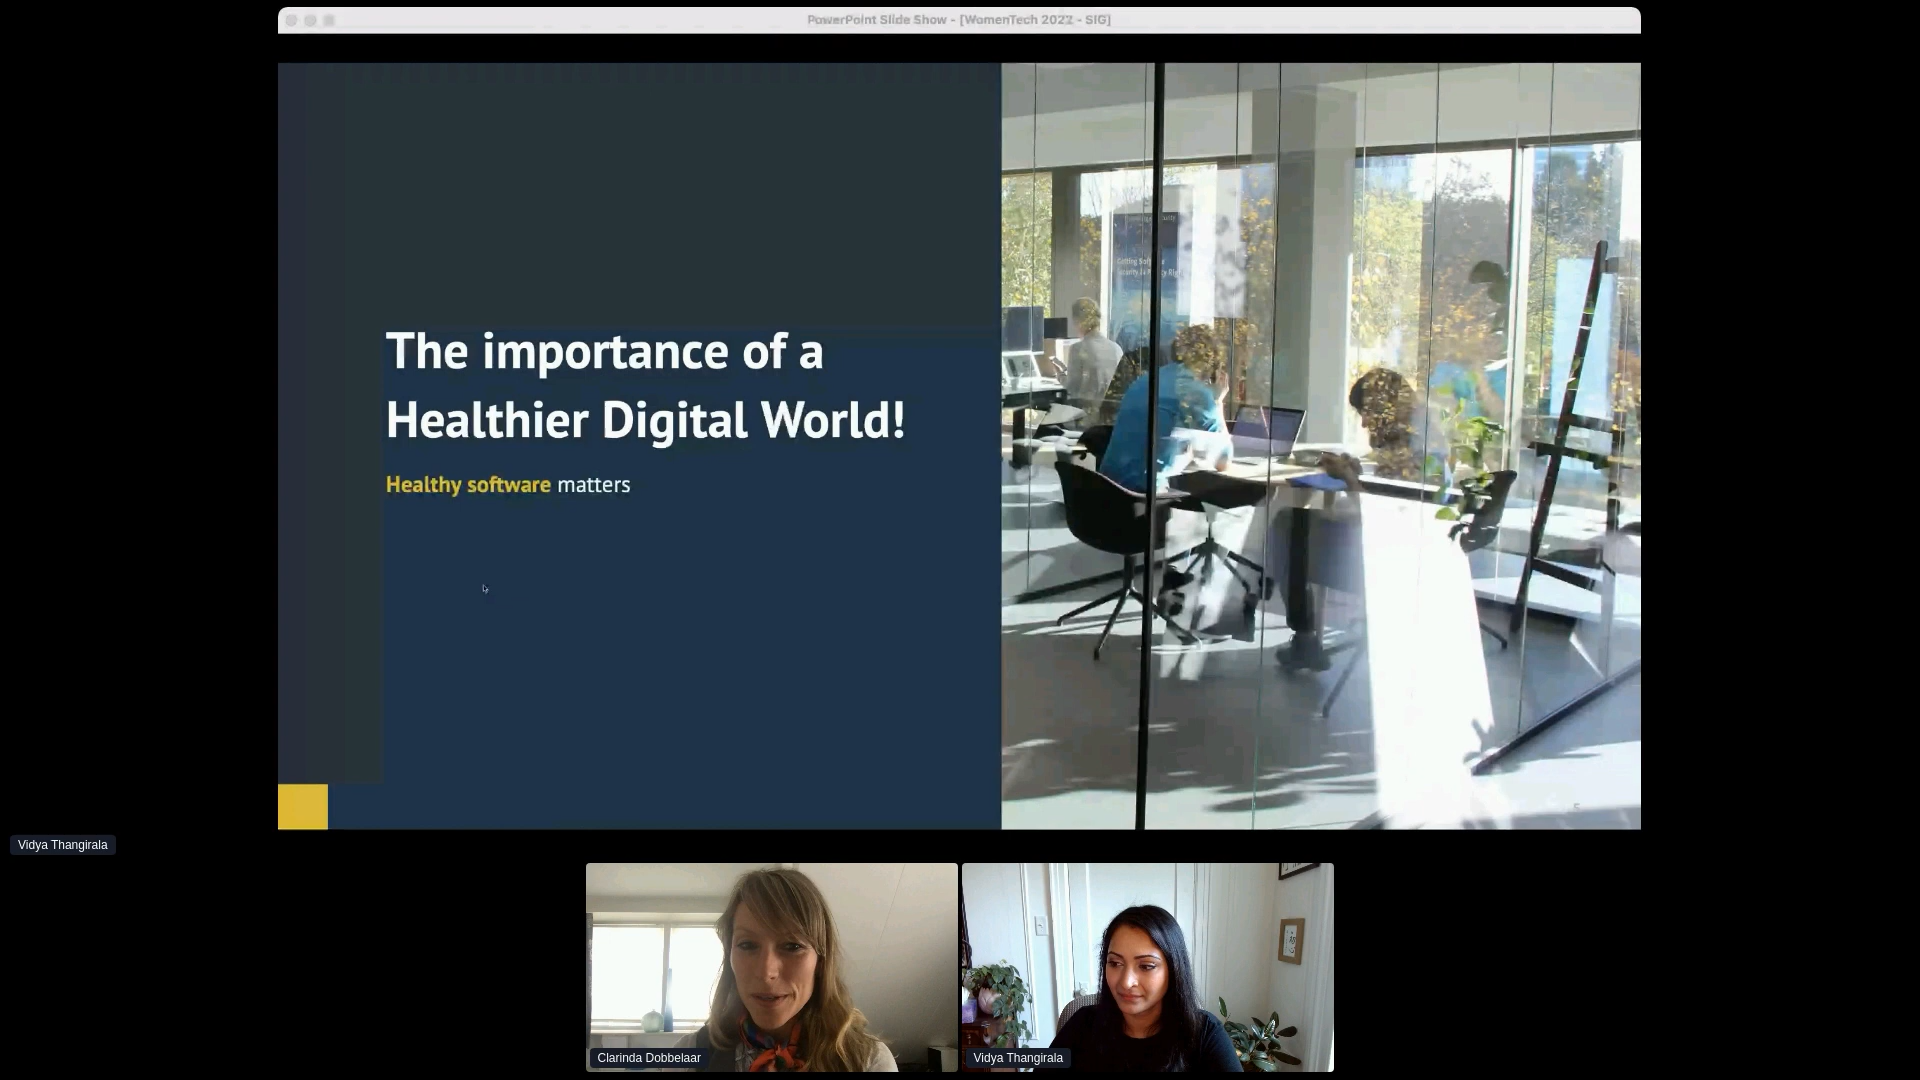 PowerPoint Slide Show - [WomenTech 2022 - SIG]
The importance of a
Healthier Digital World!
Healthy software matters
5
Vidya Thangirala
Clarinda Dobbelaar
Vidya Thangirala